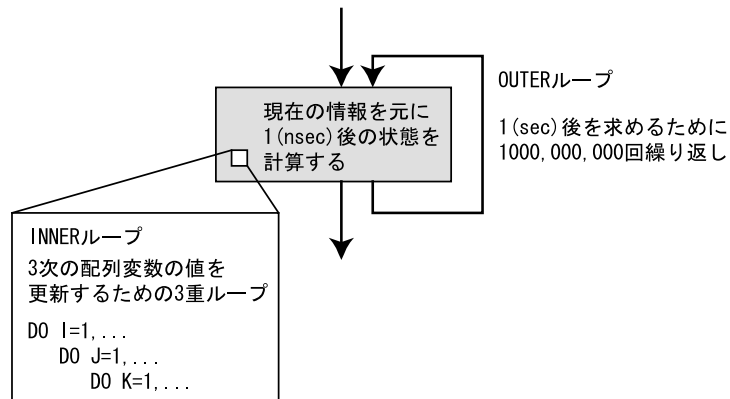 現在の情報を元に
1(nsec)後の状態を
計算する
OUTERループ
1(sec)後を求めるために
1000,000,000回繰り返し
INNERループ
3次の配列変数の値を
更新するための3重ループ
DO I=1,...
DO J=1,...
DO K=1,...